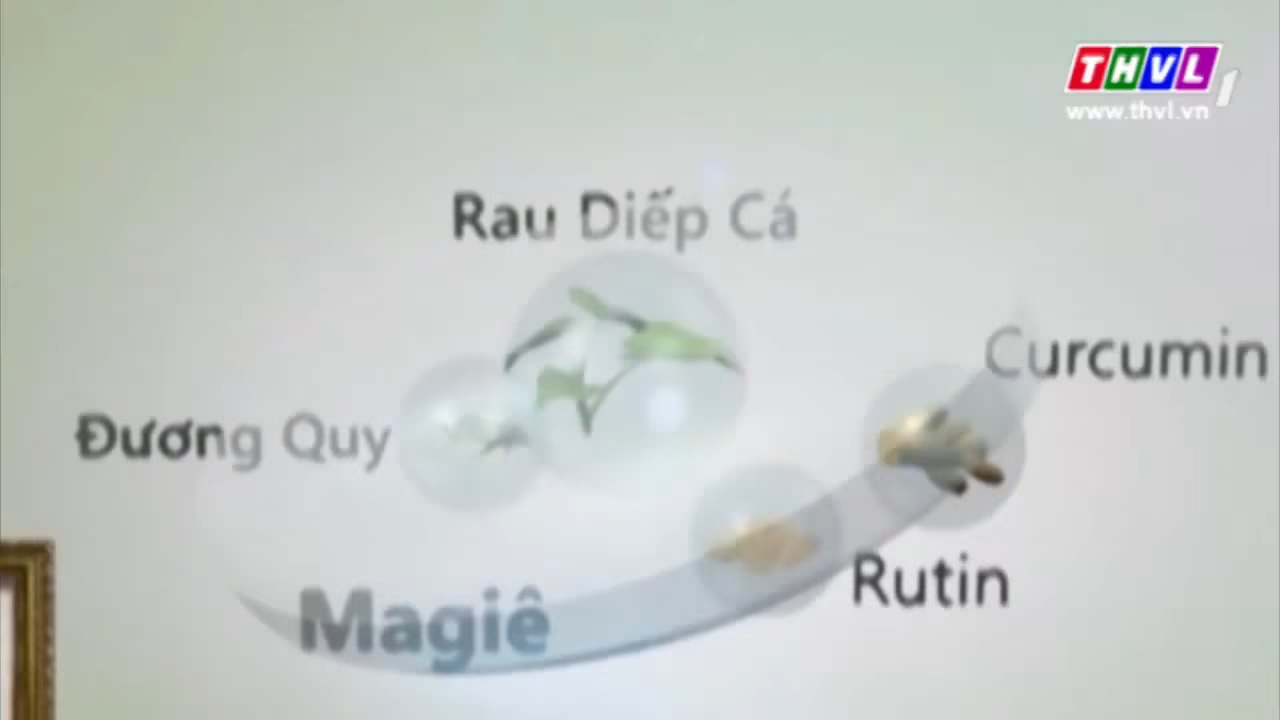 THVL1
www.thvl.vn
Rau Diếp Cá
Curcumin
Đương Quy
Rutin
Magiê